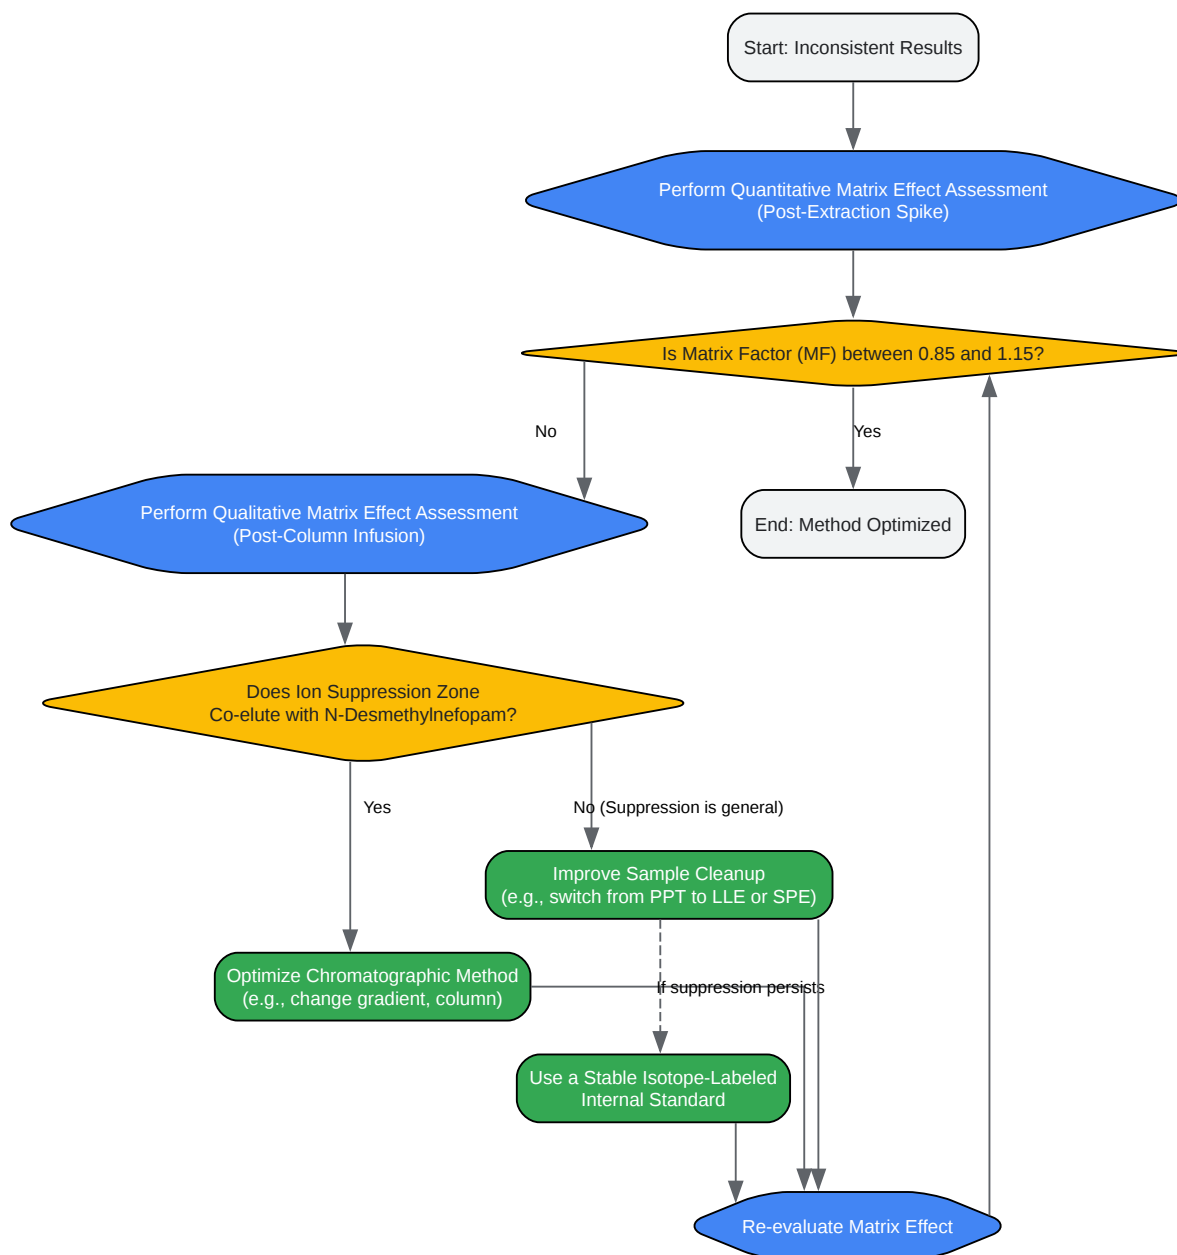 Start: Inconsistent Results
Perform Quantitative Matrix Effect Assessment
(Post-Extraction Spike)
Is Matrix Factor (MF) between 0.85 and 1.15?
No
Yes
Perform Qualitative Matrix Effect Assessment
(Post-Column Infusion)
End: Method Optimized
Does Ion Suppression Zone
Co-elute with N-Desmethylnefopam?
Yes
No (Suppression is general)
Improve Sample Cleanup
(e.g., switch from PPT to LLE or SPE)
Optimize Chromatographic Method
(e.g., change gradient, column)
If suppression persists
Use a Stable Isotope-Labeled
Internal Standard
Re-evaluate Matrix Effect